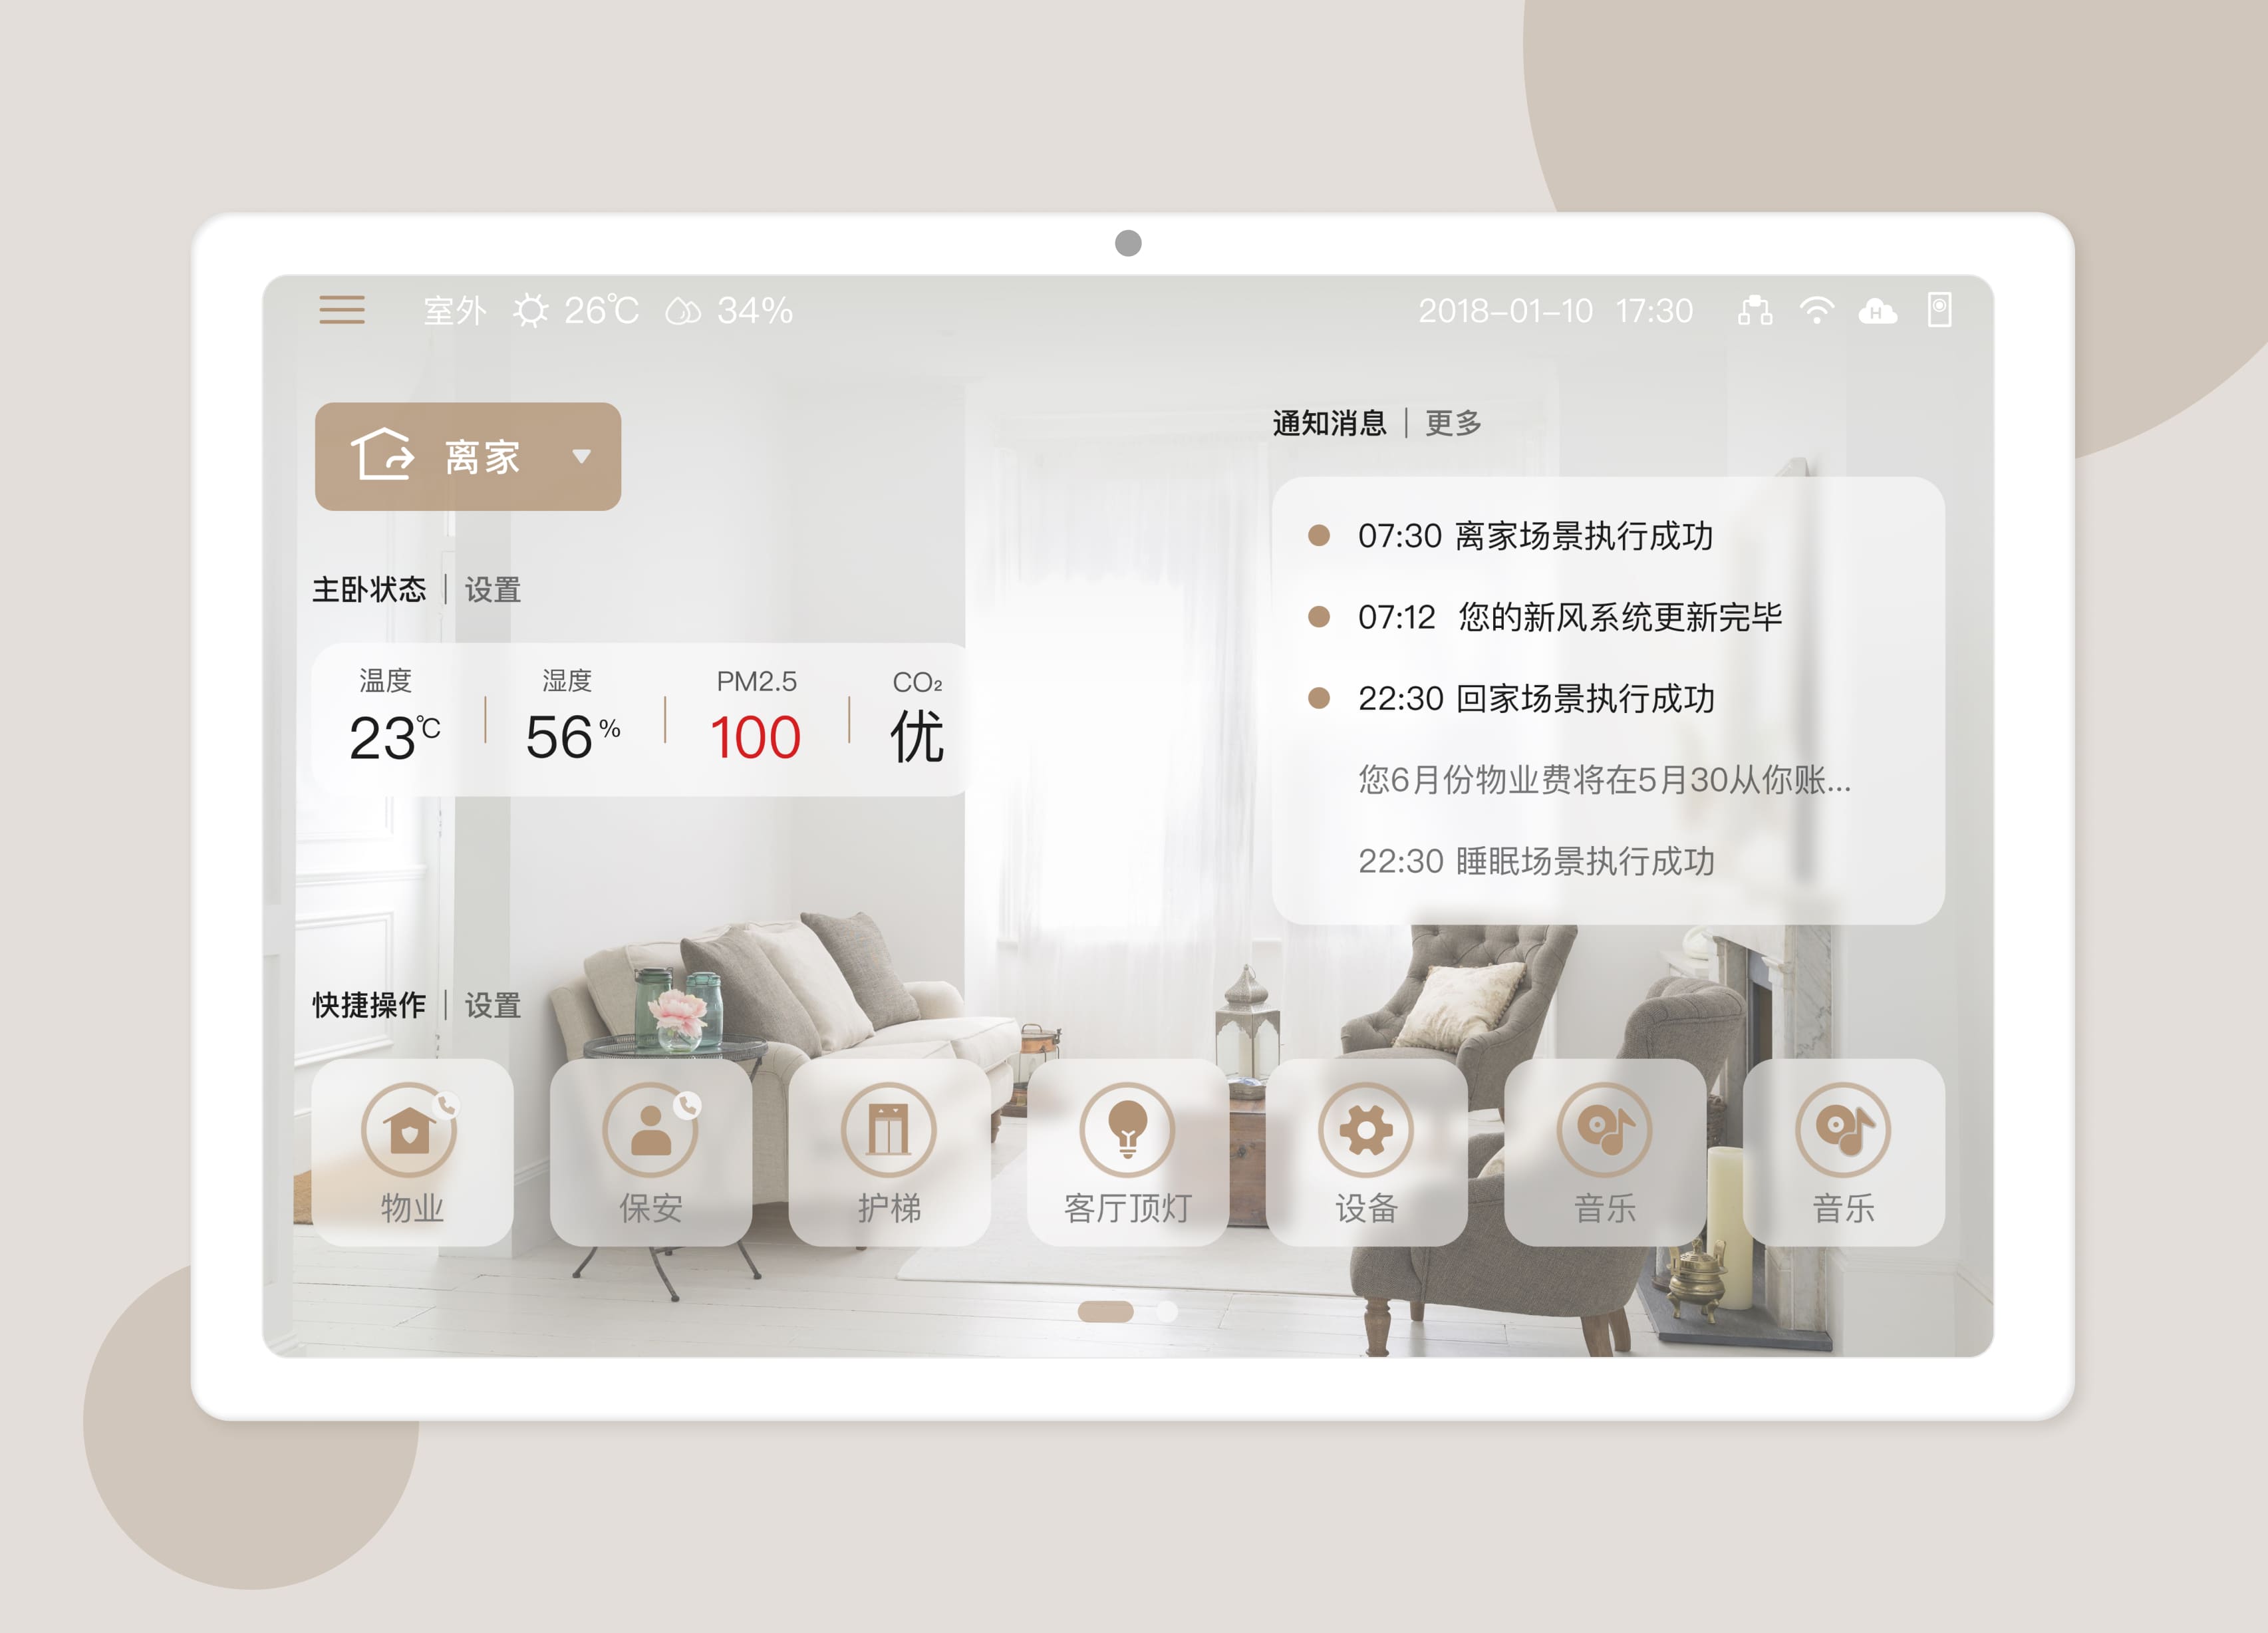 室外 26℃ 34% 2018-01-10 17:30 H
离家
通知消息 | 更多
07:30 离家场景执行成功
07:12 您的新风系统更新完毕
22:30 回家场景执行成功
您6月份物业费将在5月30从你账...
22:30 睡眠场景执行成功
主卧状态 | 设置
温度 湿度 PM2.5 CO₂
23℃ 56% 100 优
快捷操作 | 设置
物业 保安 护梯 客厅顶灯 设备 音乐 音乐